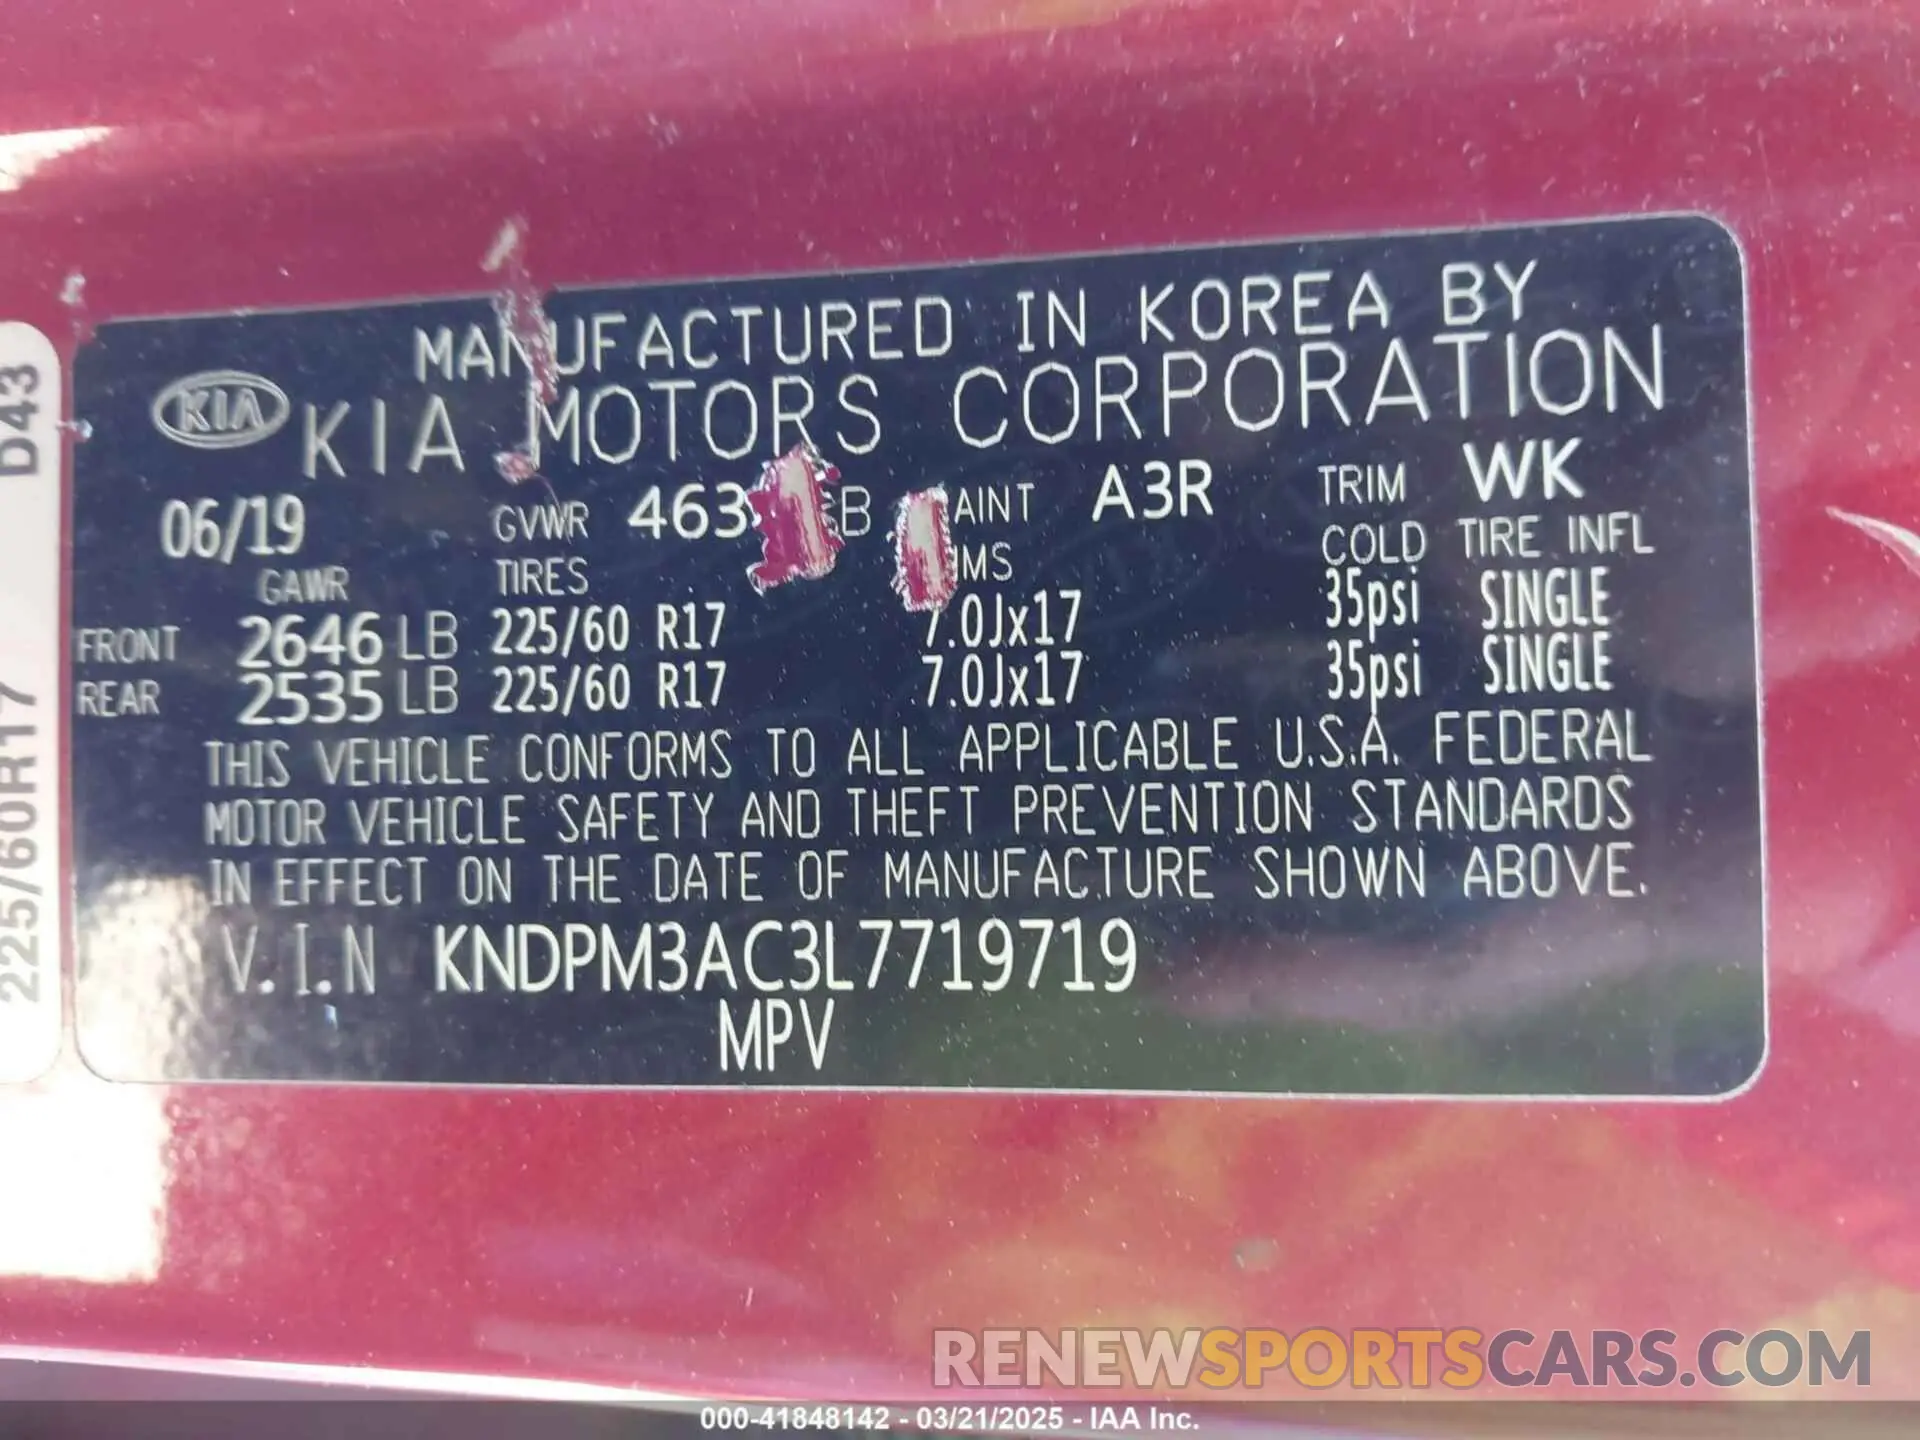 MANUFACTURED IN KOREA BY
KIA KIA MOTORS CORPORATION
06/19 GVWR A3R TRIM WK
GAWR TIRES COLD TIRE INFL
FRONT 2646 LB 225/60 R17 7.0Jx17 35psi SINGLE
REAR 2535 LB 225/60 R17 7.0Jx17 35psi SINGLE
THIS VEHICLE CONFORMS TO ALL APPLICABLE U.S.A. FEDERAL
MOTOR VEHICLE SAFETY AND THEFT PREVENTION STANDARDS
IN EFFECT ON THE DATE OF MANUFACTURE SHOWN ABOVE.
V.I.N KNDPM3AC3L7719719
MPV
225/60R17 D43
RENEWSPORTSCARS.COM
000-41848142 - 03/21/2025 - IAA Inc.